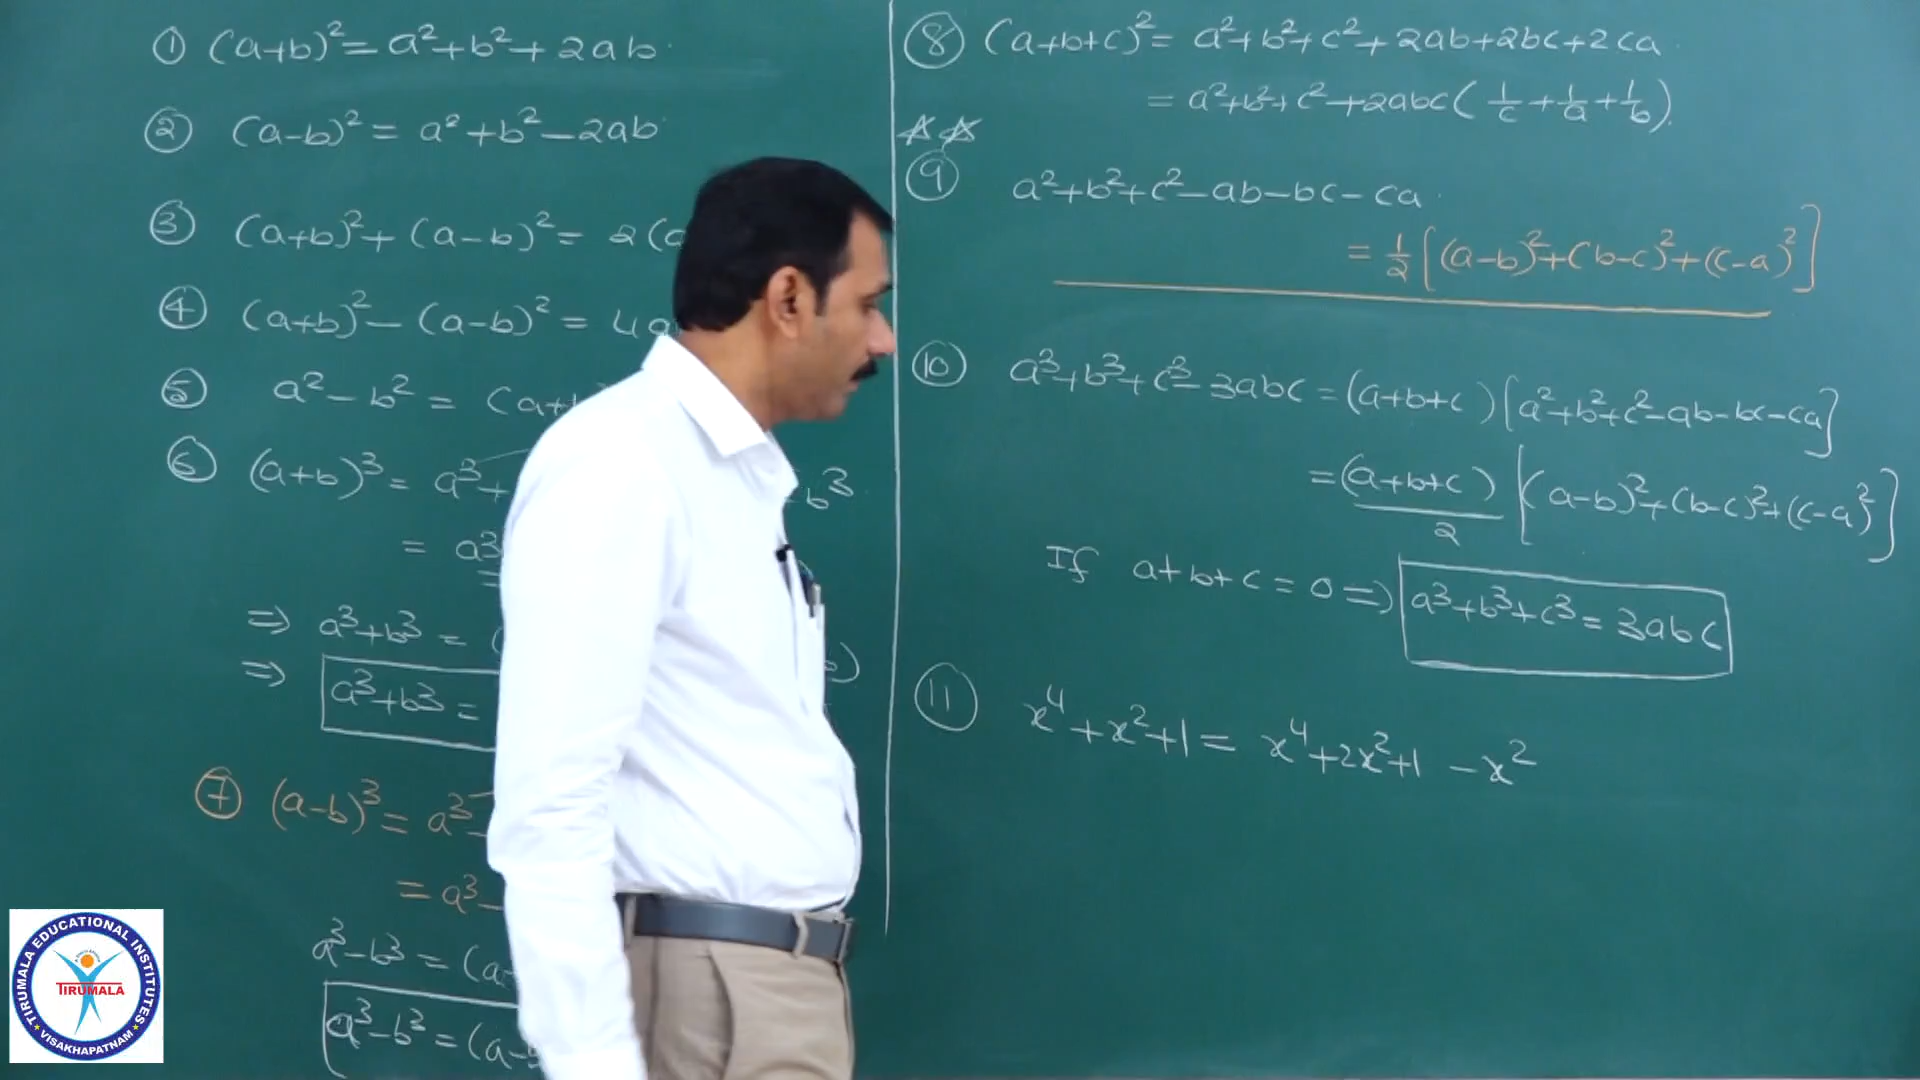 ① (a+b)² = a²+b²+2ab
② (a-b)² = a²+b²-2ab
③ (a+b)²+(a-b)² = 2(a
④ (a+b)²-(a-b)² = 4a
⑤ a²-b² = (a+b
⑥ (a+b)³ = a³+ +b³
= a³
⇒ a³+b³ = ( )
⇒ a³+b³ =
⑦ (a-b)³ = a³-
= a³-
a³-b³ = (a-
a³-b³ = (a-b
⑧ (a+b+c)² = a²+b²+c²+2ab+2bc+2ca
= a²+b²+c²+2abc(1/c+1/a+1/b).
⑨ a²+b²+c²-ab-bc-ca
= 1/2[(a-b)²+(b-c)²+(c-a)²]
⑩ a³+b³+c³-3abc = (a+b+c)[a²+b²+c²-ab-bc-ca]
= (a+b+c)/2 [(a-b)²+(b-c)²+(c-a)²]
If a+b+c = 0 ⇒ a³+b³+c³ = 3abc
⑪ x⁴+x²+1 = x⁴+2x²+1 -x²
TIRUMALA EDUCATIONAL INSTITUTES
TIRUMALA
VISAKHAPATNAM